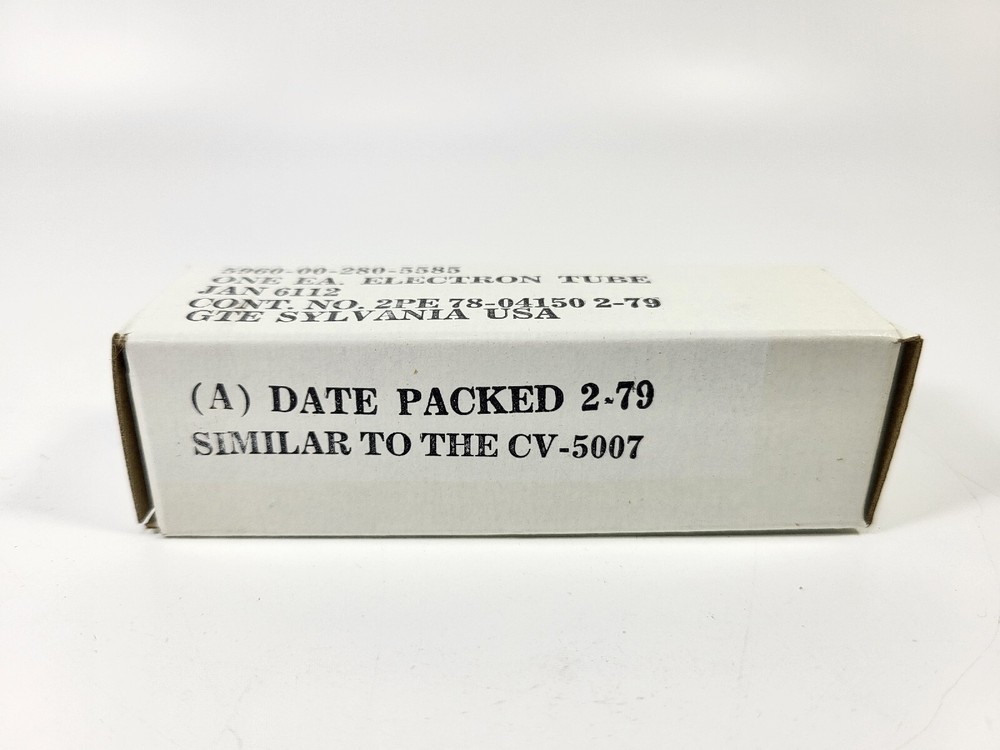 5960-00-280-5585
ONE EA. ELECTRON TUBE
JAN 6112
CONT. NO. 2PE 78-04150 2-79
GTE SYLVANIA USA
(A) DATE PACKED 2-79
SIMILAR TO THE CV-5007